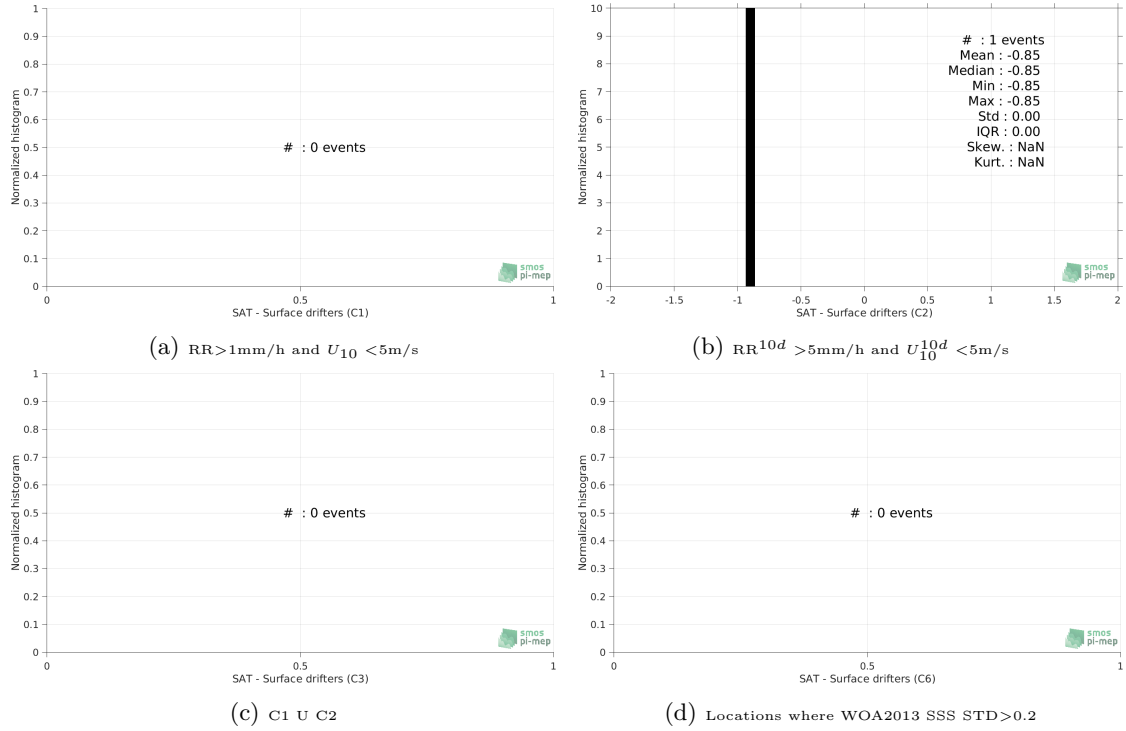 1
0.9
0.8
0.7
0.6
0.5
0.4
0.3
0.2
0.1
0
Normalized histogram
# : 0 events
smos
pi-mep
0 0.5 1
SAT - Surface drifters (C1)
(a) RR>1mm/h and U10 <5m/s
10
9
8
7
6
5
4
3
2
1
0
Normalized histogram
# : 1 events
Mean : -0.85
Median : -0.85
Min : -0.85
Max : -0.85
Std : 0.00
IQR : 0.00
Skew. : NaN
Kurt. : NaN
smos
pi-mep
-2 -1.5 -1 -0.5 0 0.5 1 1.5 2
SAT - Surface drifters (C2)
(b) RR10d >5mm/h and U10d10 <5m/s
1
0.9
0.8
0.7
0.6
0.5
0.4
0.3
0.2
0.1
0
Normalized histogram
# : 0 events
smos
pi-mep
0 0.5 1
SAT - Surface drifters (C3)
(c) C1 U C2
1
0.9
0.8
0.7
0.6
0.5
0.4
0.3
0.2
0.1
0
Normalized histogram
# : 0 events
smos
pi-mep
0 0.5 1
SAT - Surface drifters (C6)
(d) Locations where WOA2013 SSS STD>0.2